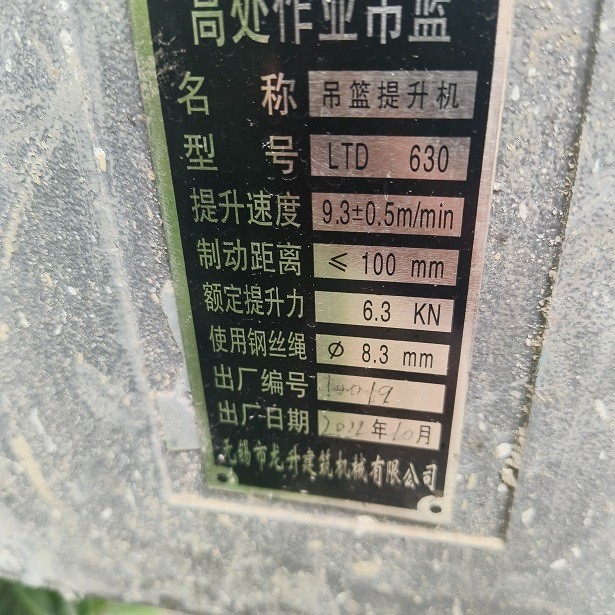 高处作业吊篮
名 称 吊篮提升机
型 号 LTD 630
提升速度 9.3±0.5m/min
制动距离 ≤ 100 mm
额定提升力 6.3 KN
使用钢丝绳 Ø 8.3 mm
出厂编号
出厂日期 年10月
无锡市龙升建筑机械有限公司